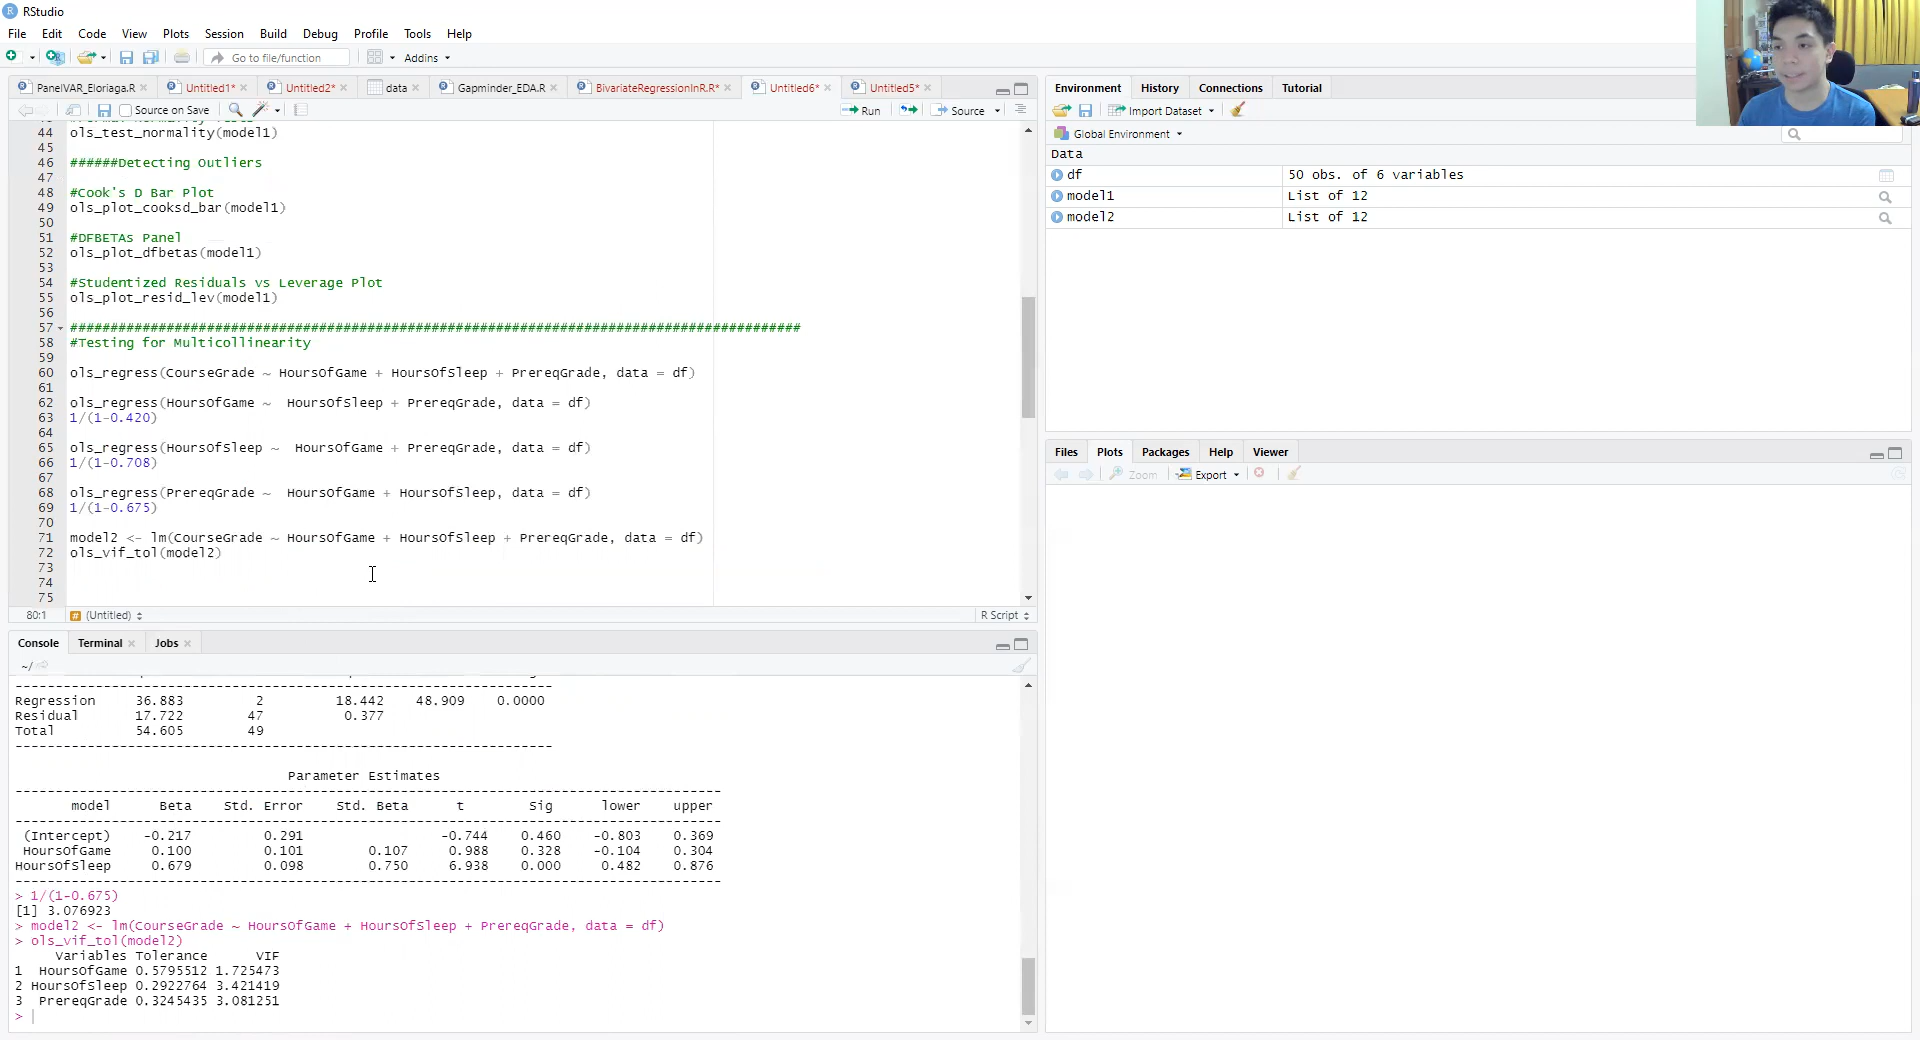 RStudio
File Edit Code View Plots Session Build Debug Profile Tools Help
Go to file/function Addins
PanelVAR_Eloriaga.R Untitled1* Untitled2* data Gapminder_EDA.R BivariateRegressionInR.R* Untitled6* Untitled5*
Source on Save Run Source
44 ols_test_normality(model1)
45
46 ######Detecting Outliers
47
48 #Cook's D Bar Plot
49 ols_plot_cooksd_bar(model1)
50
51 #DFBETAs Panel
52 ols_plot_dfbetas(model1)
53
54 #Studentized Residuals vs Leverage Plot
55 ols_plot_resid_lev(model1)
56
57 ###########################################################################################
58 #Testing for Multicollinearity
59
60 ols_regress(CourseGrade ~ HoursOfGame + HoursOfSleep + PrereqGrade, data = df)
61
62 ols_regress(HoursOfGame ~  HoursOfSleep + PrereqGrade, data = df)
63 1/(1-0.420)
64
65 ols_regress(HoursOfSleep ~  HoursOfGame + PrereqGrade, data = df)
66 1/(1-0.708)
67
68 ols_regress(PrereqGrade ~  HoursOfGame + HoursOfSleep, data = df)
69 1/(1-0.675)
70
71 model2 <- lm(CourseGrade ~ HoursOfGame + HoursOfSleep + PrereqGrade, data = df)
72 ols_vif_tol(model2)
73
74
75
80:1 # (Untitled) R Script
Console Terminal Jobs
~/
-------------------------------------------------------------------
Regression 36.883 2 18.442 48.909 0.0000
Residual 17.722 47 0.377
Total 54.605 49
-------------------------------------------------------------------
Parameter Estimates
----------------------------------------------------------------------------------------
model Beta Std. Error Std. Beta t Sig lower upper
----------------------------------------------------------------------------------------
(Intercept) -0.217 0.291 -0.744 0.460 -0.803 0.369
HoursOfGame 0.100 0.101 0.107 0.988 0.328 -0.104 0.304
HoursOfSleep 0.679 0.098 0.750 6.938 0.000 0.482 0.876
----------------------------------------------------------------------------------------
> 1/(1-0.675)
[1] 3.076923
> model2 <- lm(CourseGrade ~ HoursOfGame + HoursOfSleep + PrereqGrade, data = df)
> ols_vif_tol(model2)
Variables Tolerance VIF
1 HoursOfGame 0.5795512 1.725473
2 HoursOfSleep 0.2922764 3.421419
3 PrereqGrade 0.3245435 3.081251
>
Environment History Connections Tutorial
Import Dataset
Global Environment
Data
df 50 obs. of 6 variables
model1 List of 12
model2 List of 12
Files Plots Packages Help Viewer
Zoom Export